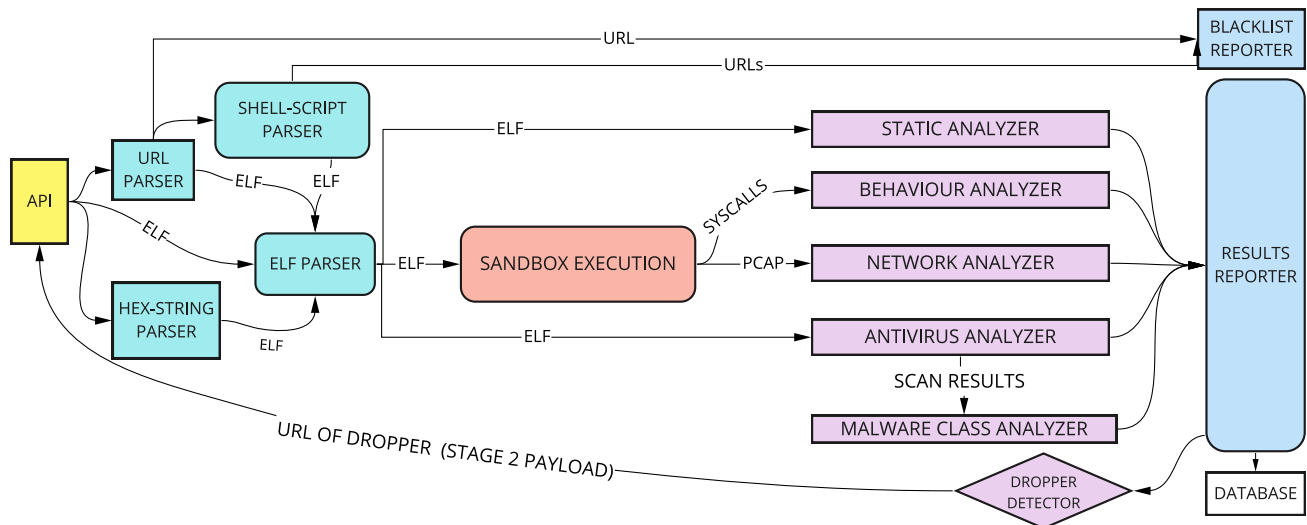 URL
BLACKLIST
REPORTER
URLs
SHELL-SCRIPT
PARSER
ELF
STATIC ANALYZER
URL
PARSER
ELF
ELF
SYSCALLS
BEHAVIOUR ANALYZER
API
ELF
ELF PARSER
ELF
SANDBOX EXECUTION
PCAP
NETWORK ANALYZER
RESULTS
REPORTER
HEX-STRING
PARSER
ELF
ELF
ANTIVIRUS ANALYZER
SCAN RESULTS
MALWARE CLASS ANALYZER
URL OF DROPPER (STAGE 2 PAYLOAD)
DROPPER
DETECTOR
DATABASE